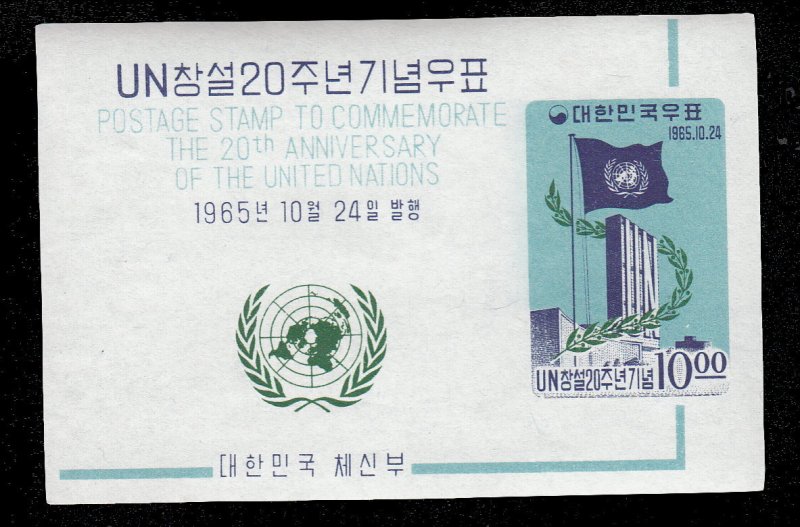 UN창설20주년기념우표
POSTAGE STAMP TO COMMEMORATE
THE 20th ANNIVERSARY
OF THE UNITED NATIONS
1965년 10월 24일 발행
대한민국 체신부
대한민국우표
1965.10.24
UN
UN창설20주년기념 10.00